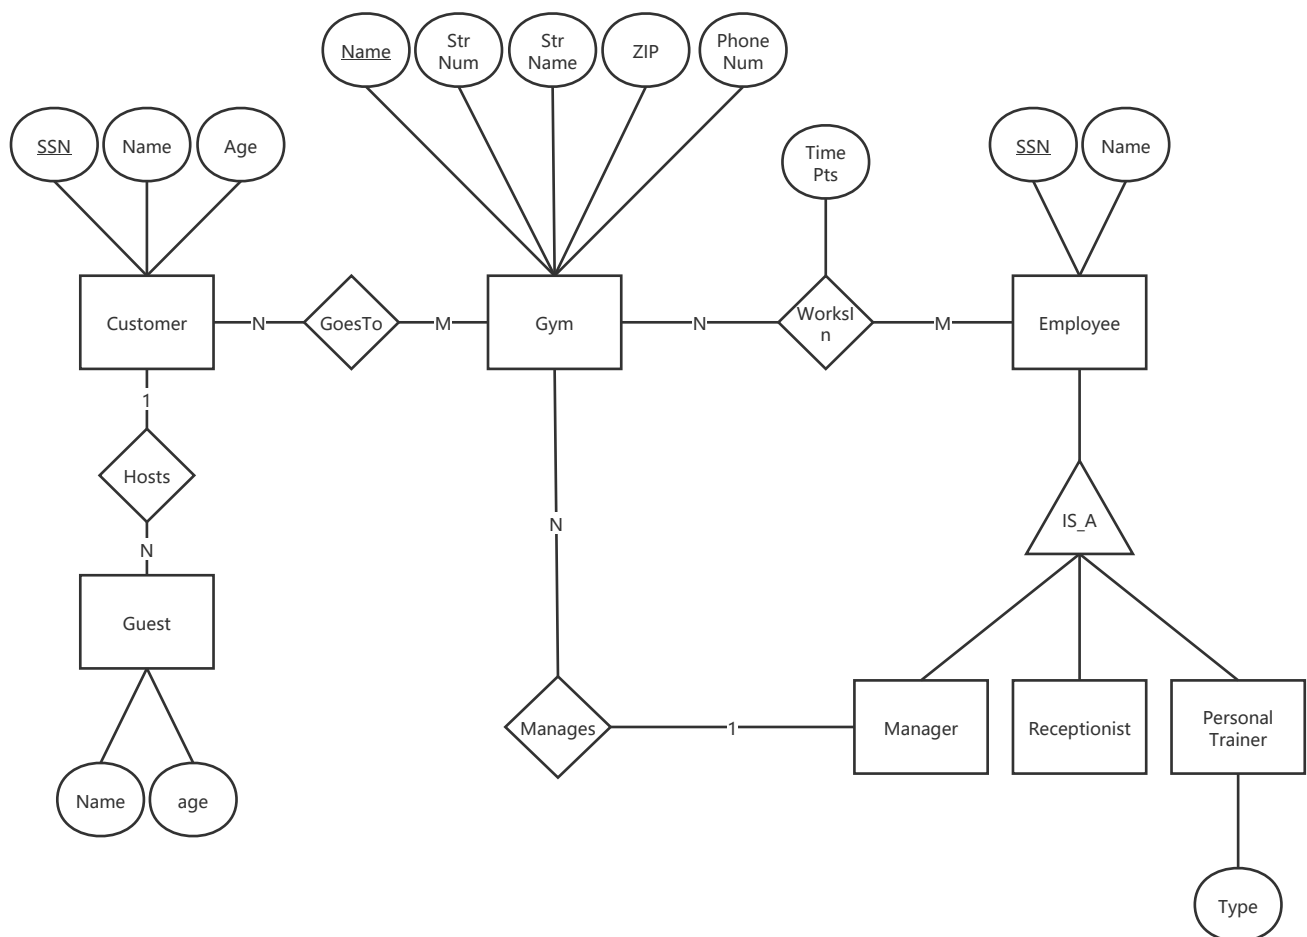 Name
Str
Num
Str
Name
ZIP
Phone
Num
SSN
Name
Age
Time
Pts
SSN
Name
Customer
N
GoesTo
M
Gym
N
WorksI
n
M
Employee
1
Hosts
N
Guest
Name
age
N
IS_A
Manages
1
Manager
Receptionist
Personal
Trainer
Type